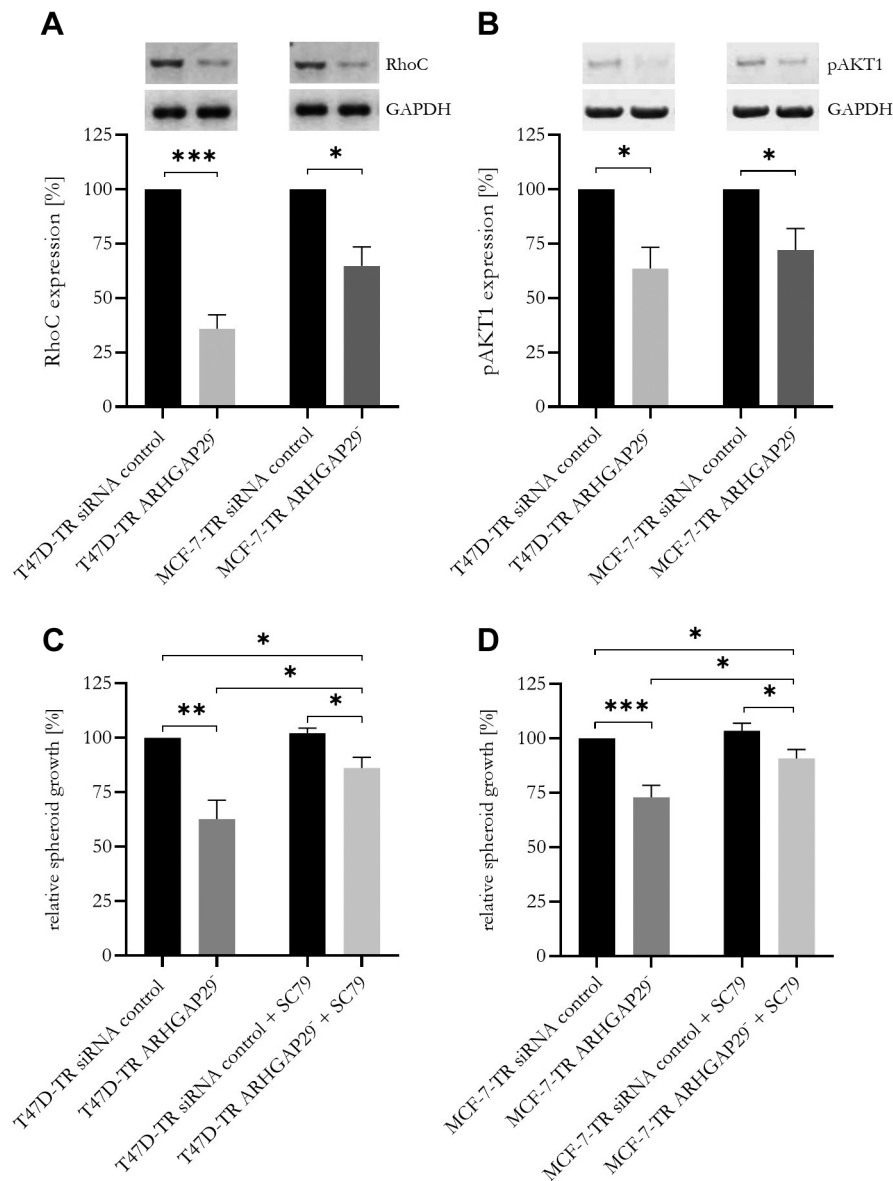 A
RhoC
GAPDH
RhoC expression [%]
125
100
75
50
25
0
***
*
T47D-TR siRNA control
T47D-TR ARHGAP29⁻
MCF-7-TR siRNA control
MCF-7-TR ARHGAP29⁻
B
pAKT1
GAPDH
pAKT1 expression [%]
125
100
75
50
25
0
*
*
T47D-TR siRNA control
T47D-TR ARHGAP29⁻
MCF-7-TR siRNA control
MCF-7-TR ARHGAP29⁻
C
relative spheroid growth [%]
125
100
75
50
25
0
*
*
**
*
T47D-TR siRNA control
T47D-TR ARHGAP29⁻
T47D-TR siRNA control + SC79
T47D-TR ARHGAP29⁻ + SC79
D
relative spheroid growth [%]
125
100
75
50
25
0
*
*
***
*
MCF-7-TR siRNA control
MCF-7-TR ARHGAP29⁻
MCF-7-TR siRNA control + SC79
MCF-7-TR ARHGAP29⁻ + SC79